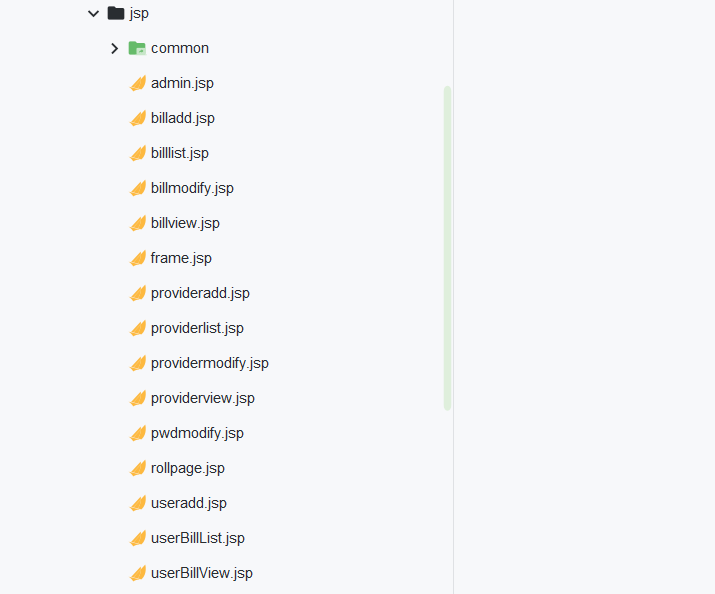 jsp
common
admin.jsp
billadd.jsp
billlist.jsp
billmodify.jsp
billview.jsp
frame.jsp
provideradd.jsp
providerlist.jsp
providermodify.jsp
providerview.jsp
pwdmodify.jsp
rollpage.jsp
useradd.jsp
userBillList.jsp
userBillView.jsp